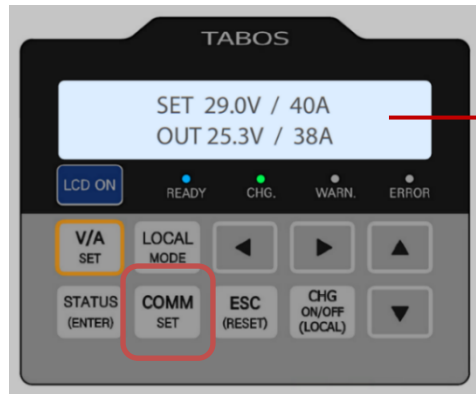 TABOS
SET 29.0V / 40A
OUT 25.3V / 38A
LCD ON
READY
CHG.
WARN.
ERROR
V/A
SET
LOCAL
MODE
STATUS
(ENTER)
COMM
SET
ESC
(RESET)
CHG
ON/OFF
(LOCAL)